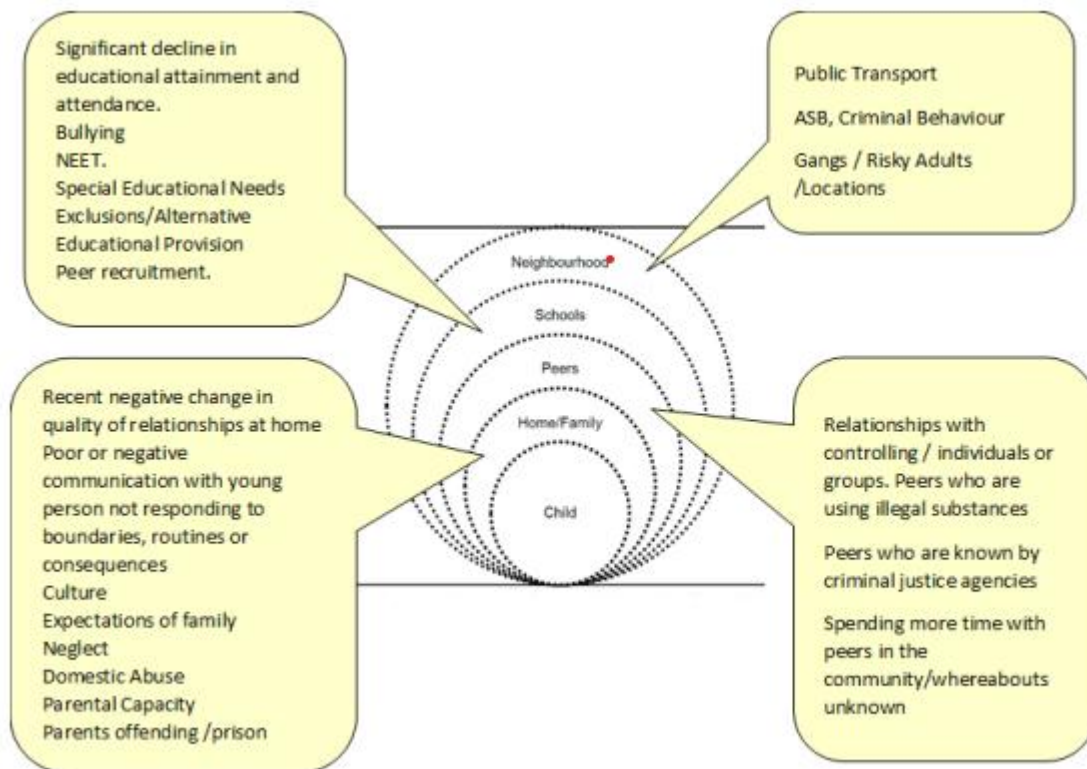 Significant decline in
educational attainment and
attendance.
Bullying
NEET.
Special Educational Needs
Exclusions/Alternative
Educational Provision
Peer recruitment.
Public Transport
ASB, Criminal Behaviour
Gangs / Risky Adults
/Locations
Neighbourhood
Schools
Peers
Home/Family
Child
Recent negative change in
quality of relationships at home
Poor or negative
communication with young
person not responding to
boundaries, routines or
consequences
Culture
Expectations of family
Neglect
Domestic Abuse
Parental Capacity
Parents offending /prison
Relationships with
controlling / individuals or
groups. Peers who are
using illegal substances
Peers who are known by
criminal justice agencies
Spending more time with
peers in the
community/whereabouts
unknown